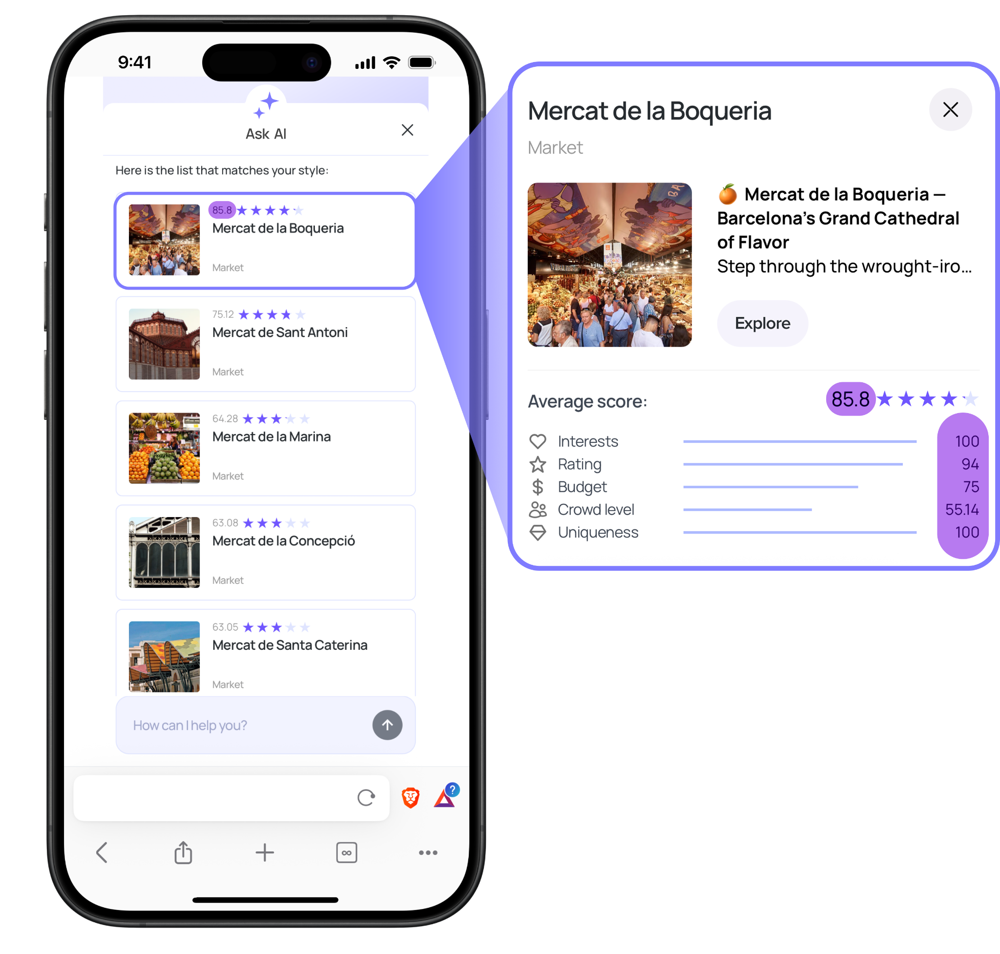 9:41
Ask AI
Here is the list that matches your style:
85.8
Mercat de la Boqueria
Market
75.12
Mercat de Sant Antoni
Market
64.28
Mercat de la Marina
Market
63.08
Mercat de la Concepció
Market
63.05
Mercat de Santa Caterina
Market
How can I help you?
?
Mercat de la Boqueria
Market
🍊 Mercat de la Boqueria —
Barcelona's Grand Cathedral
of Flavor
Step through the wrought-iro...
Explore
Average score: 85.8
Interests 100
Rating 94
Budget 75
Crowd level 55.14
Uniqueness 100